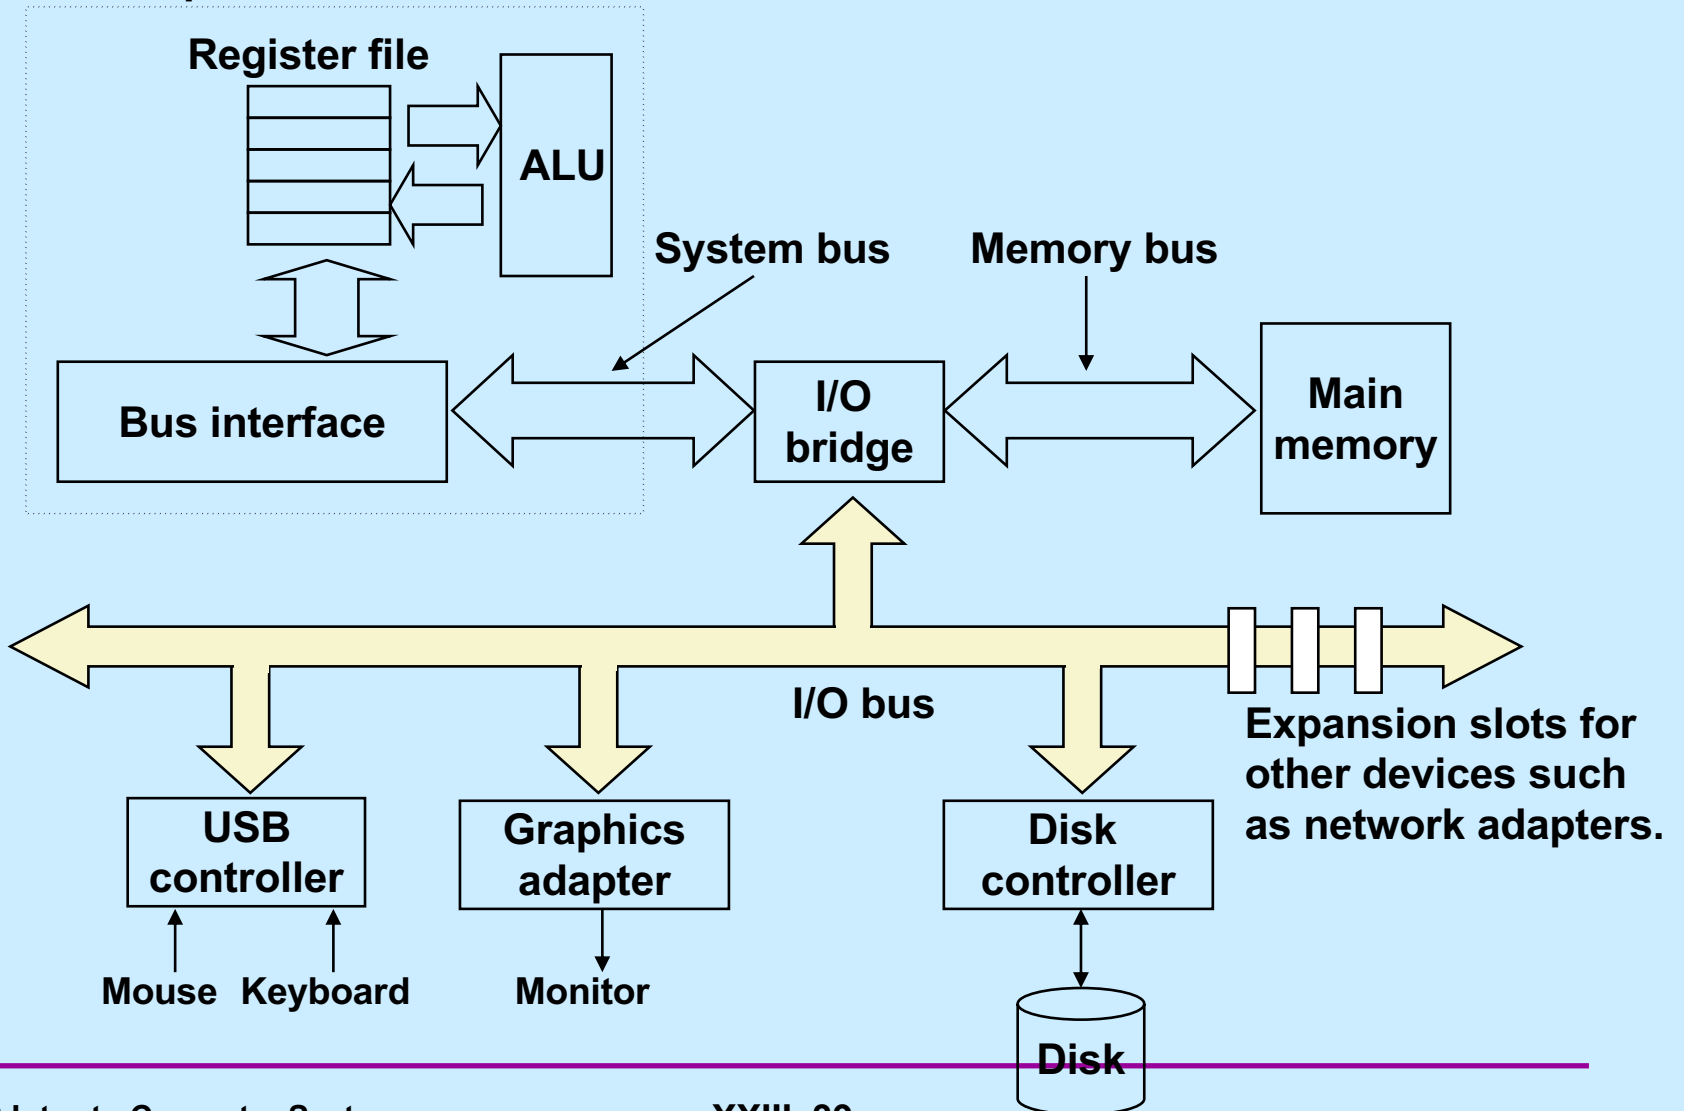 Register file
ALU
System bus
Memory bus
Bus interface
I/O
bridge
Main
memory
I/O bus
Expansion slots for
other devices such
as network adapters.
USB
controller
Graphics
adapter
Disk
controller
Mouse
Keyboard
Monitor
Disk